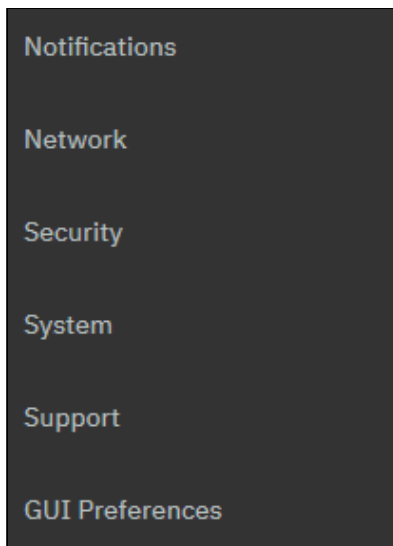 Notifications
Network
Security
System
Support
GUI Preferences